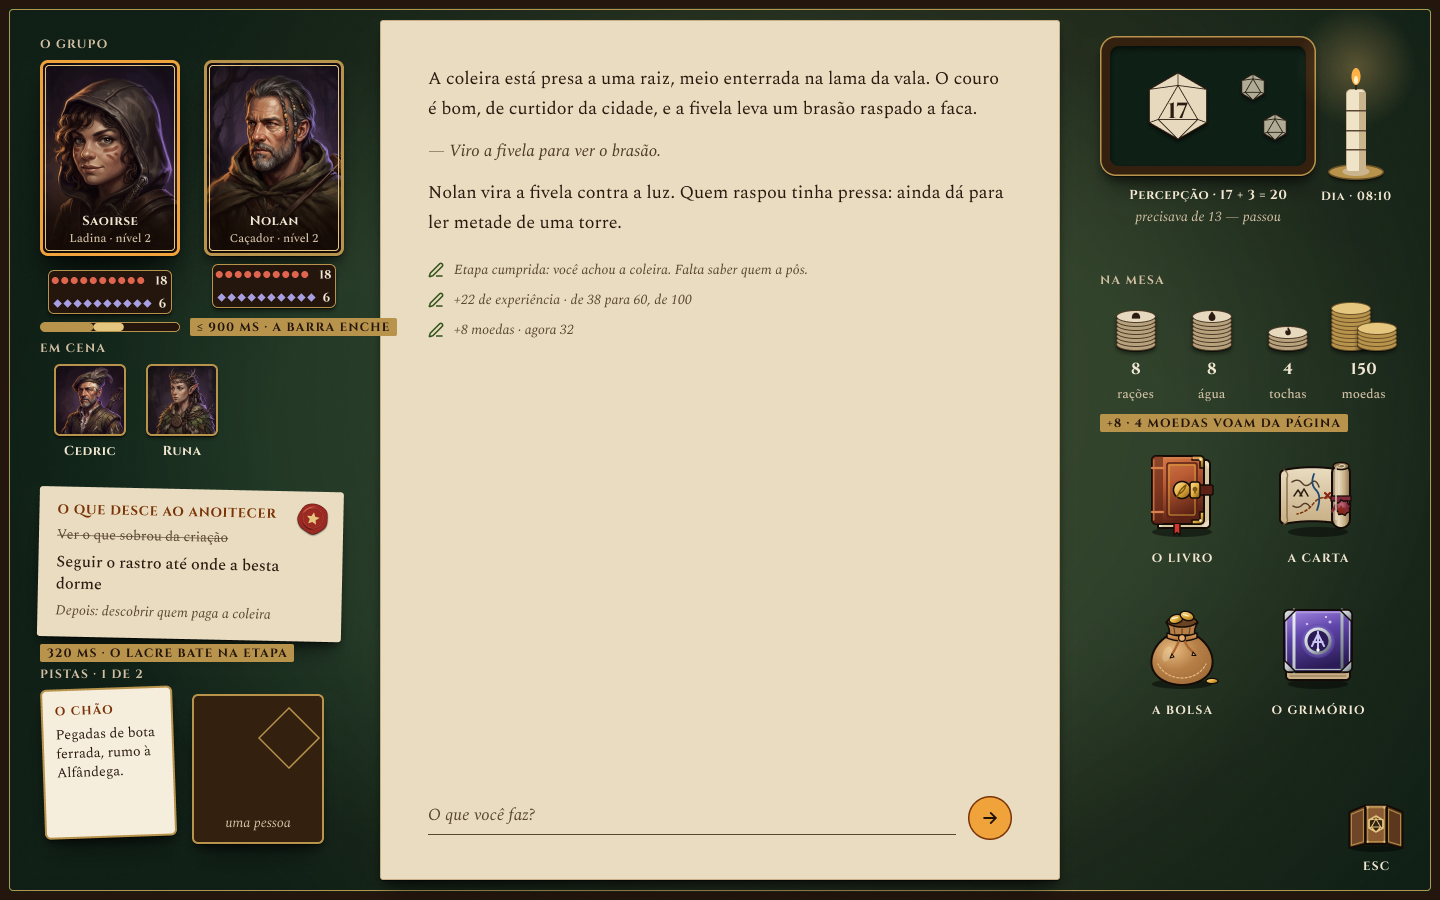 O GRUPO
SAOIRSE
Ladina · nível 2
NOLAN
Caçador · nível 2
18
6
18
6
≤ 900 MS · A BARRA ENCHE
EM CENA
CEDRIC
RUNA
O QUE DESCE AO ANOITECER
Ver o que sobrou da criação
Seguir o rastro até onde a besta
dorme
Depois: descobrir quem paga a coleira
320 MS · O LACRE BATE NA ETAPA
PISTAS · 1 DE 2
O CHÃO
Pegadas de bota
ferrada, rumo à
Alfândega.
uma pessoa
A coleira está presa a uma raiz, meio enterrada na lama da vala. O couro
é bom, de curtidor da cidade, e a fivela leva um brasão raspado a faca.
— Viro a fivela para ver o brasão.
Nolan vira a fivela contra a luz. Quem raspou tinha pressa: ainda dá para
ler metade de uma torre.
Etapa cumprida: você achou a coleira. Falta saber quem a pôs.
+22 de experiência · de 38 para 60, de 100
+8 moedas · agora 32
O que você faz?
17
PERCEPÇÃO · 17 + 3 = 20
precisava de 13 — passou
DIA · 08:10
NA MESA
8
rações
8
água
4
tochas
150
moedas
+8 · 4 MOEDAS VOAM DA PÁGINA
O LIVRO
A CARTA
A BOLSA
O GRIMÓRIO
ESC